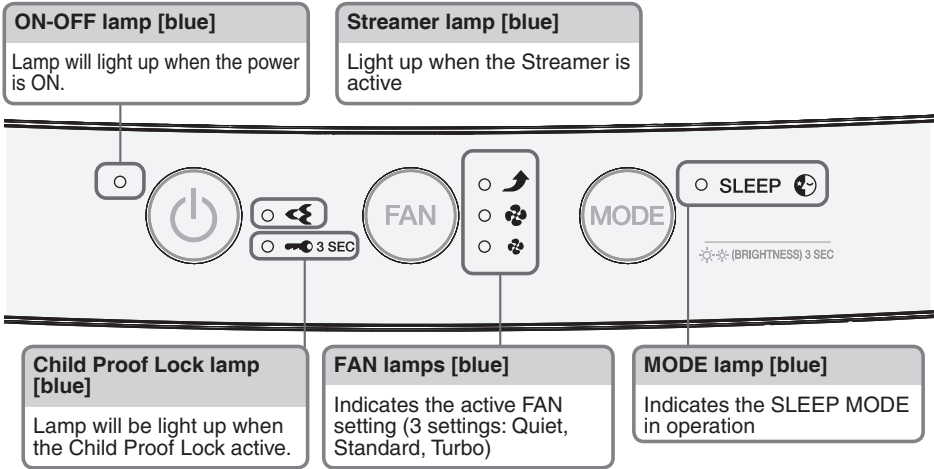 ON-OFF lamp [blue]
Lamp will light up when the power
is ON.
Streamer lamp [blue]
Light up when the Streamer is
active
FAN
MODE
SLEEP
3 SEC
(BRIGHTNESS) 3 SEC
Child Proof Lock lamp
[blue]
Lamp will be light up when
the Child Proof Lock active.
FAN lamps [blue]
Indicates the active FAN
setting (3 settings: Quiet,
Standard, Turbo)
MODE lamp [blue]
Indicates the SLEEP MODE
in operation